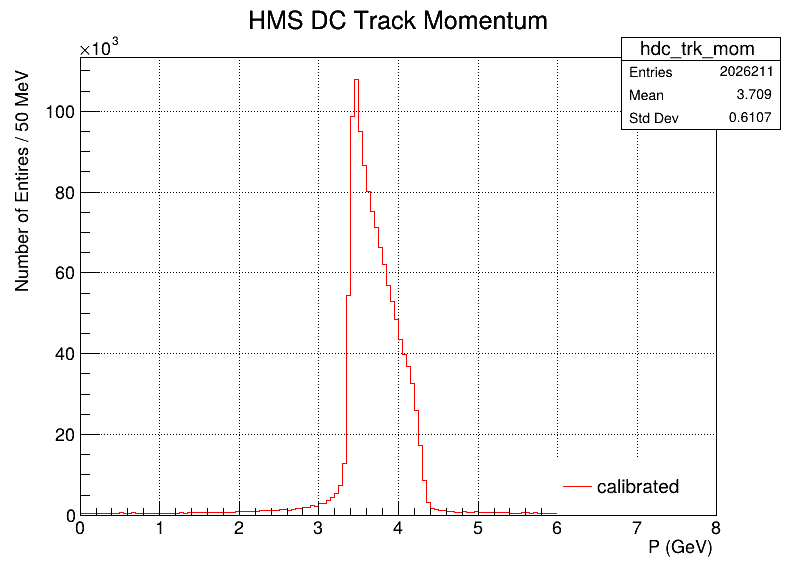 HMS DC Track Momentum
×10³
hdc_trk_mom
Entries 2026211
Mean 3.709
Std Dev 0.6107
Number of Entires / 50 MeV
100
80
60
40
20
0
calibrated
0 1 2 3 4 5 6 7 8
P (GeV)